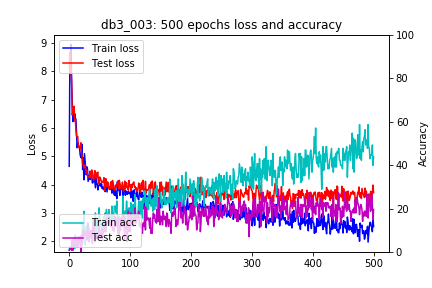 db3_003: 500 epochs loss and accuracy
9
8
7
6
5
4
3
2
Loss
Train loss
Test loss
Train acc
Test acc
100
80
60
40
20
0
Accuracy
0 100 200 300 400 500